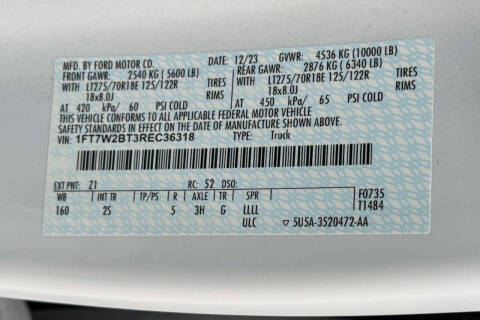 MFD. BY FORD MOTOR CO. DATE: 12/23 GVWR: 4536 KG (10000 LB)
FRONT GAWR: 2540 KG ( 5600 LB) REAR GAWR: 2876 KG ( 6340 LB)
WITH LT275/70R18E 125/122R TIRES WITH LT275/70R18E 125/122R TIRES
18x8.0J RIMS 18x8.0J RIMS
AT 420 kPa/ 60 PSI COLD AT 450 kPa/ 65 PSI COLD
THIS VEHICLE CONFORMS TO ALL APPLICABLE FEDERAL MOTOR VEHICLE
SAFETY STANDARDS IN EFFECT ON THE DATE OF MANUFACTURE SHOWN ABOVE.
VIN: 1FT7W2BT3REC36318 TYPE: Truck
EXT PNT: Z1 RC: 52 DSO: F0735
WB INT TR TP/PS R AXLE TR SPR T1484
160 2S 5 3H G LLLL
ULC 5U5A-3520472-AA